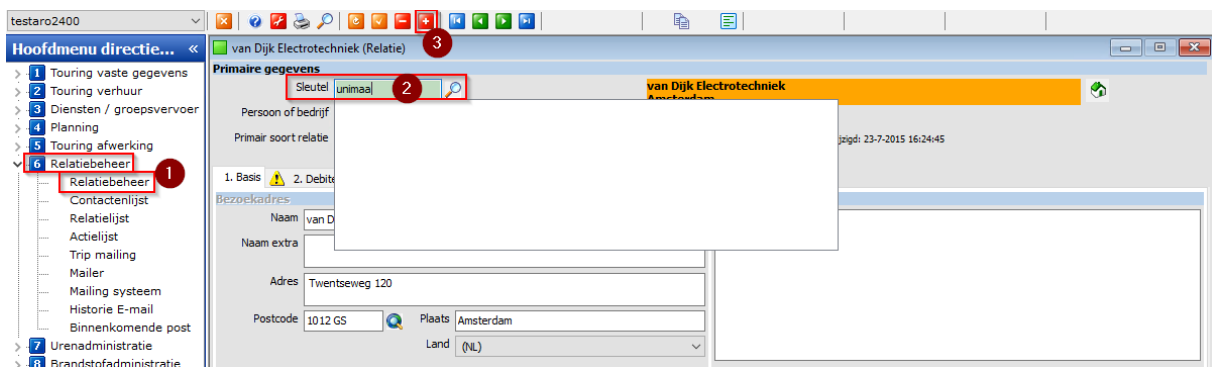 testaro2400
3
Hoofdmenu directie... «
van Dijk Electrotechniek (Relatie)
1 Touring vaste gegevens
2 Touring verhuur
3 Diensten / groepsvervoer
4 Planning
5 Touring afwerking
6 Relatiebeheer
1
Relatiebeheer
Contactenlijst
Relatielijst
Actielijst
Trip mailing
Mailer
Mailing systeem
Historie E-mail
Binnenkomende post
7 Urenadministratie
8 Brandstofadministratie
Primaire gegevens
Sleutel unimaa 2
van Dijk Electrotechniek
Amsterdam
Persoon of bedrijf
Primair soort relatie
jzigd: 23-7-2015 16:24:45
1. Basis 2. Debite
Bezoekadres
Naam van D
Naam extra
Adres Twentseweg 120
Postcode 1012 GS Plaats Amsterdam
Land (NL)